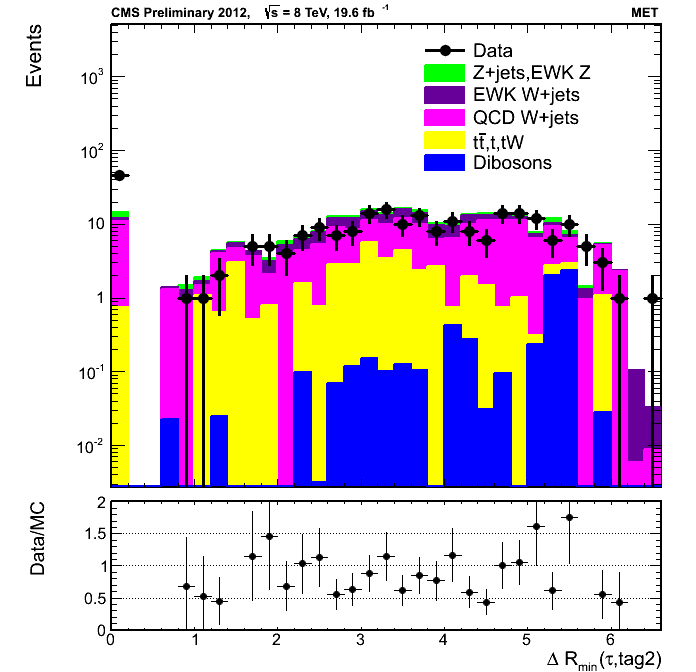 CMS Preliminary 2012, √s = 8 TeV, 19.6 fb⁻¹ MET
Events
10³
10²
10
1
10⁻¹
10⁻²
Data
Z+jets,EWK Z
EWK W+jets
QCD W+jets
tt̄,t,tW
Dibosons
Data/MC
2
1.5
1
0.5
0
0 1 2 3 4 5 6
Δ R_min(τ,tag2)